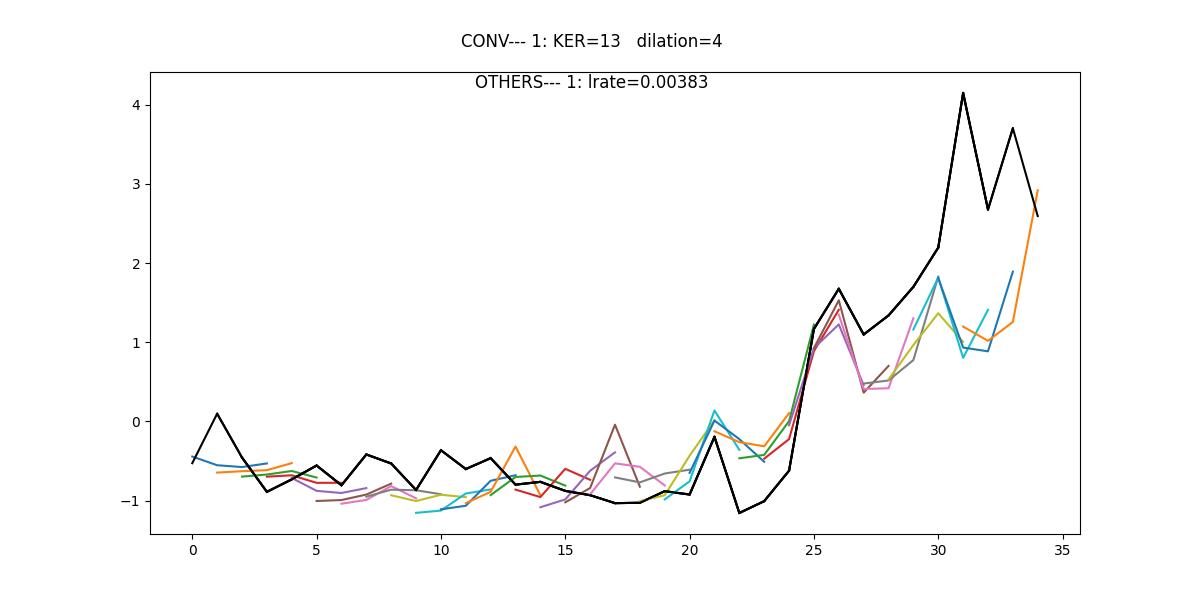 CONV--- 1: KER=13   dilation=4
OTHERS--- 1: lrate=0.00383
4
3
2
1
0
−1
0 5 10 15 20 25 30 35